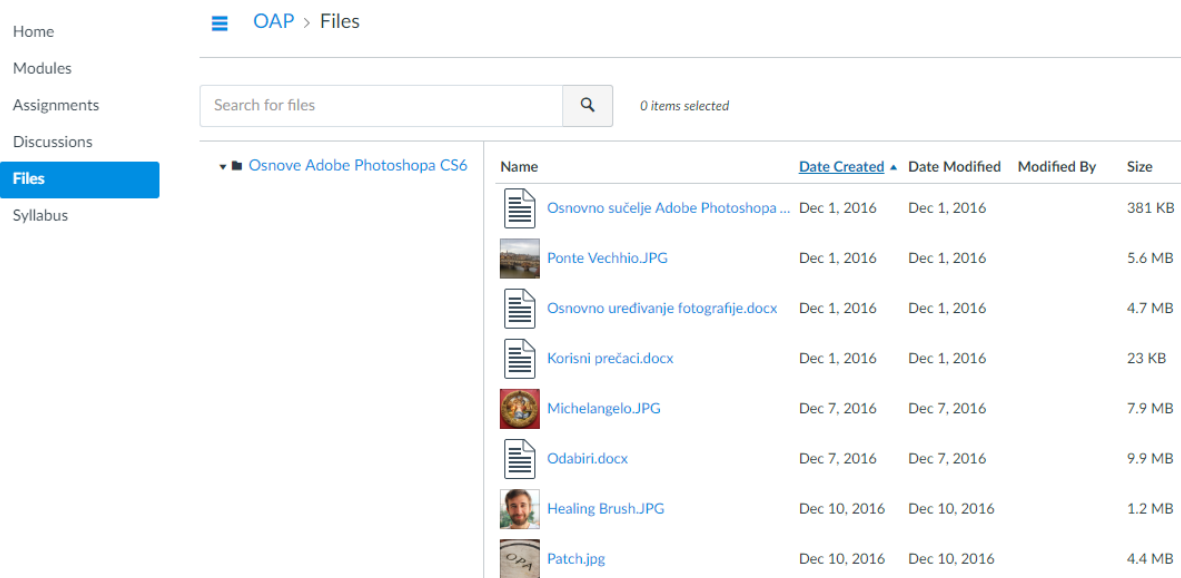 Home
Modules
Assignments
Discussions
Files
Syllabus
OAP > Files
Search for files
0 items selected
Osnove Adobe Photoshopa CS6
Name Date Created Date Modified Modified By Size
Osnovno sučelje Adobe Photoshopa ... Dec 1, 2016 Dec 1, 2016 381 KB
Ponte Vechhio.JPG Dec 1, 2016 Dec 1, 2016 5.6 MB
Osnovno uređivanje fotografije.docx Dec 1, 2016 Dec 1, 2016 4.7 MB
Korisni prečaci.docx Dec 1, 2016 Dec 1, 2016 23 KB
Michelangelo.JPG Dec 7, 2016 Dec 7, 2016 7.9 MB
Odabiri.docx Dec 7, 2016 Dec 7, 2016 9.9 MB
Healing Brush.JPG Dec 10, 2016 Dec 10, 2016 1.2 MB
OPA
Patch.jpg Dec 10, 2016 Dec 10, 2016 4.4 MB